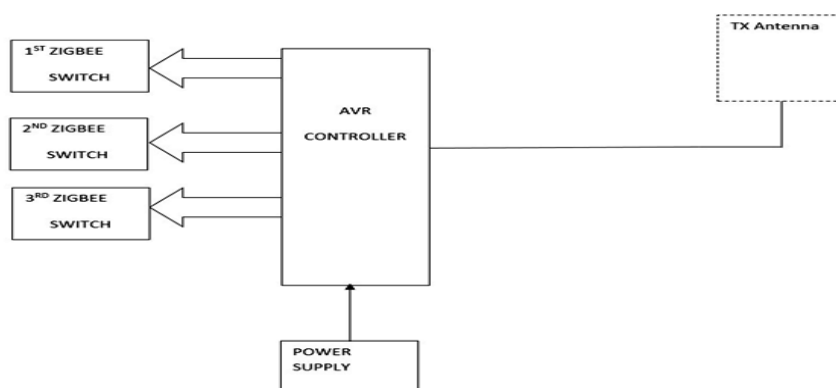 1ST ZIGBEE
SWITCH
2ND ZIGBEE
SWITCH
3RD ZIGBEE
SWITCH
AVR
CONTROLLER
TX Antenna
POWER
SUPPLY